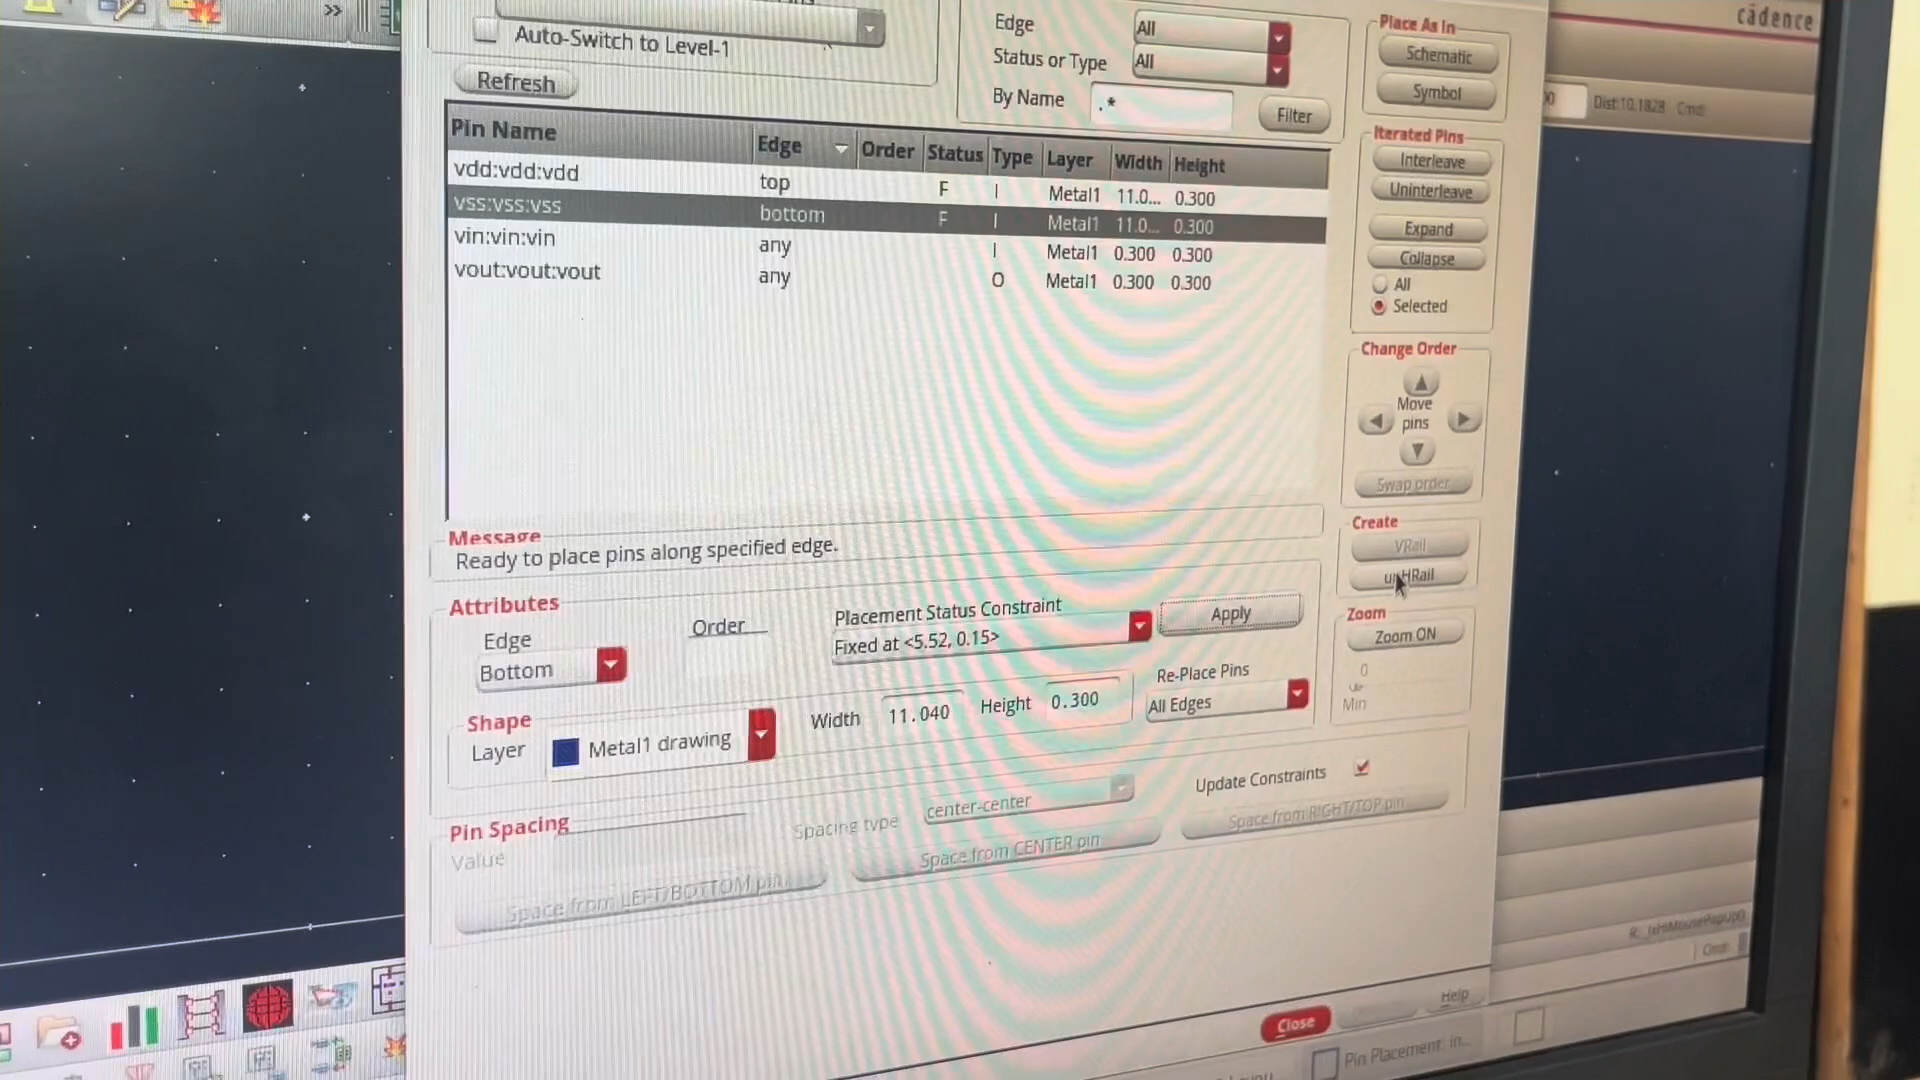 cādence
Place As In
Edge All
Schematic
Auto-Switch to Level-1
Status or Type All
Symbol
Refresh
By Name .*
Filter
Dist:10.1828 Cmd:
Iterated Pins
Pin Name Edge Order Status Type Layer Width Height
Interleave
vdd:vdd:vdd top F I Metal1 11.0... 0.300
Uninterleave
vss:vss:vss bottom F I Metal1 11.0... 0.300
Expand
vin:vin:vin any I Metal1 0.300 0.300
Collapse
vout:vout:vout any O Metal1 0.300 0.300
All
Selected
Change Order
Move
pins
Swap order
Message
Ready to place pins along specified edge.
Create
VRail
unHRail
Attributes
Edge Order Placement Status Constraint Apply
Bottom Fixed at <5.52, 0.15>
Zoom
Zoom ON
0
Min
Re-Place Pins
All Edges
Shape
Layer Metal1 drawing Width 11.040 Height 0.300
Update Constraints
Pin Spacing
Value
Spacing type center-center
Space from LEFT/BOTTOM pin
Space from CENTER pin
Space from RIGHT/TOP pin
Cmd:
Close
Help
Pin Placement: in...